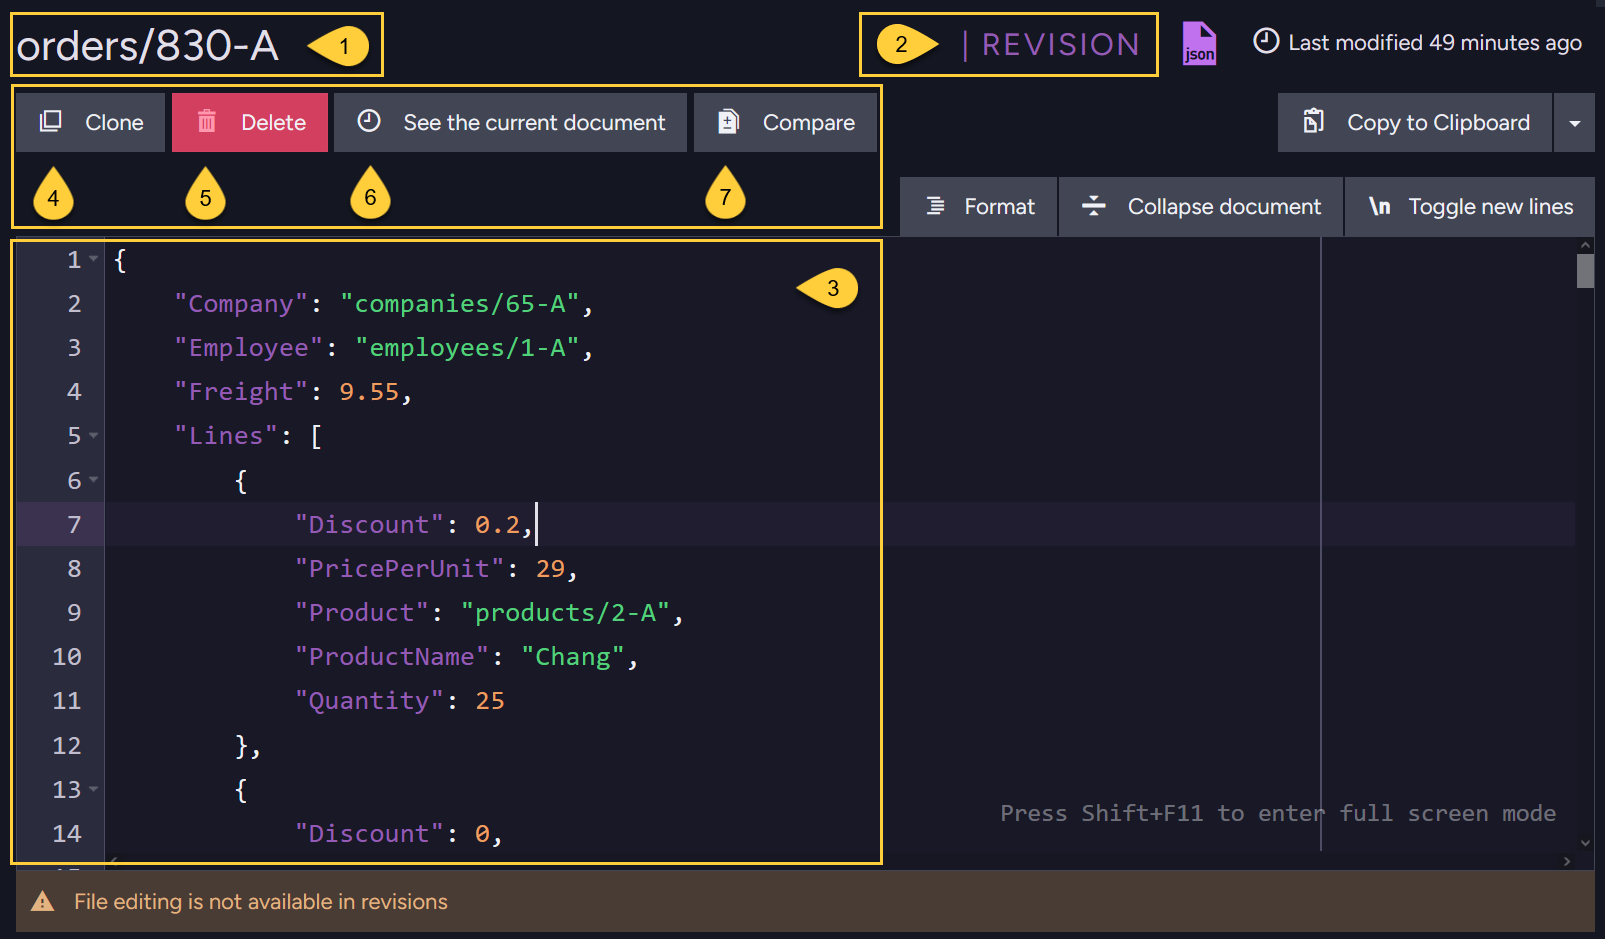 orders/830-A 1
2 | REVISION
json
Last modified 49 minutes ago
Clone
Delete
See the current document
Compare
Copy to Clipboard
4
5
6
7
Format
Collapse document
\n Toggle new lines
3
1 {
2 "Company": "companies/65-A",
3 "Employee": "employees/1-A",
4 "Freight": 9.55,
5 "Lines": [
6 {
7 "Discount": 0.2,
8 "PricePerUnit": 29,
9 "Product": "products/2-A",
10 "ProductName": "Chang",
11 "Quantity": 25
12 },
13 {
14 "Discount": 0,
Press Shift+F11 to enter full screen mode
File editing is not available in revisions